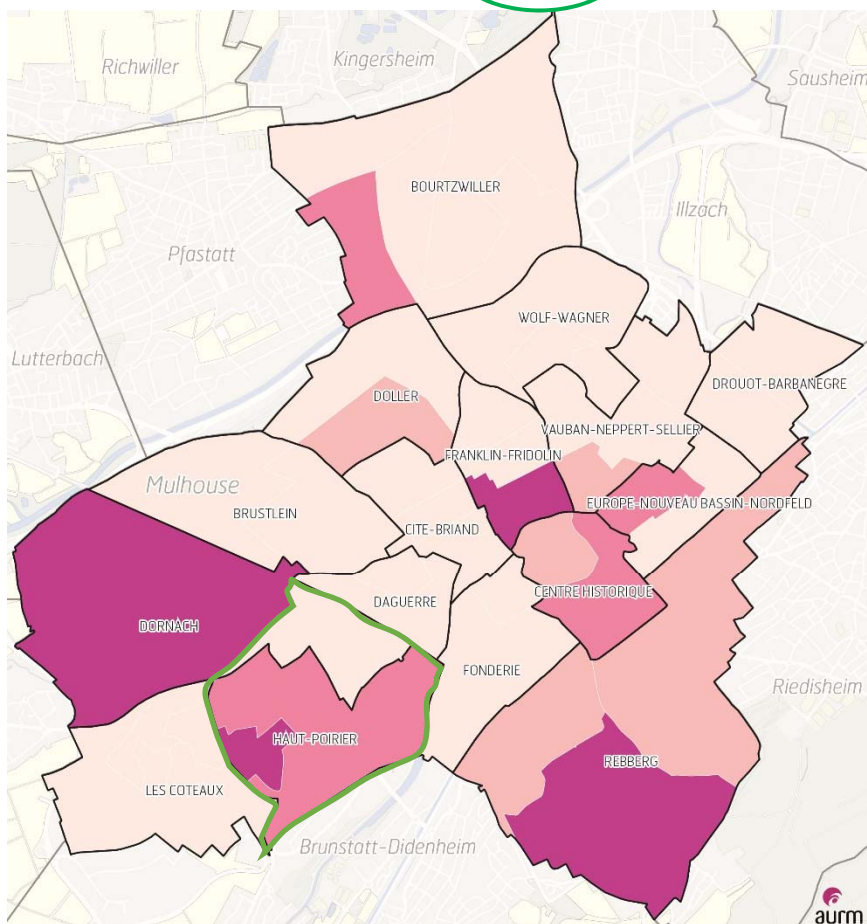 Kingersheim
Richwiller
Sausheim
BOURTZWILLER
Illzach
Pfastatt
WOLF-WAGNER
Lutterbach
DROUOT-BARBANEGRE
DOLLER
VAUBAN-NEPPERT-SELLIER
FRANKLIN-FRIDOLIN
Mulhouse
EUROPE-NOUVEAU BASSIN-NORDFELD
BRUSTLEIN
CITE-BRIAND
CENTRE HISTORIQUE
DAGUERRE
DORNACH
FONDERIE
Riedisheim
HAUT-POIRIER
REBBERG
LES COTEAUX
Brunstatt-Didenheim
aurm